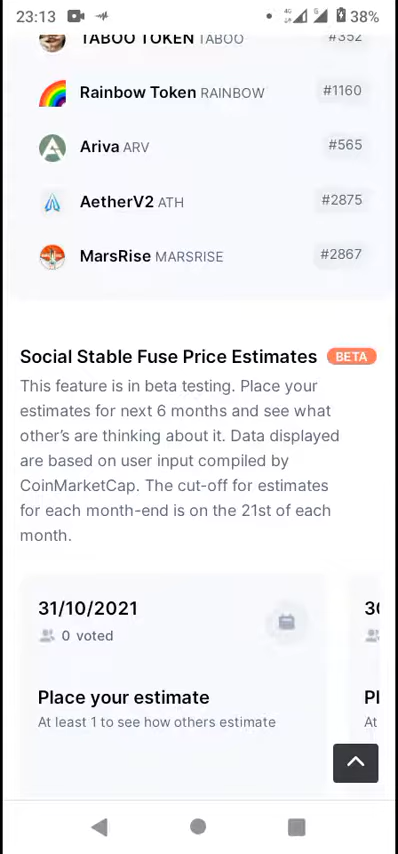 23:13 4G G 38%
TABOO TOKEN TABOO #352
Rainbow Token RAINBOW #1160
Ariva ARV #565
AetherV2 ATH #2875
MarsRise MARSRISE #2867
Social Stable Fuse Price Estimates BETA
This feature is in beta testing. Place your
estimates for next 6 months and see what
other's are thinking about it. Data displayed
are based on user input compiled by
CoinMarketCap. The cut-off for estimates
for each month-end is on the 21st of each
month.
31/10/2021 30
0 voted
Place your estimate Pl
At least 1 to see how others estimate At